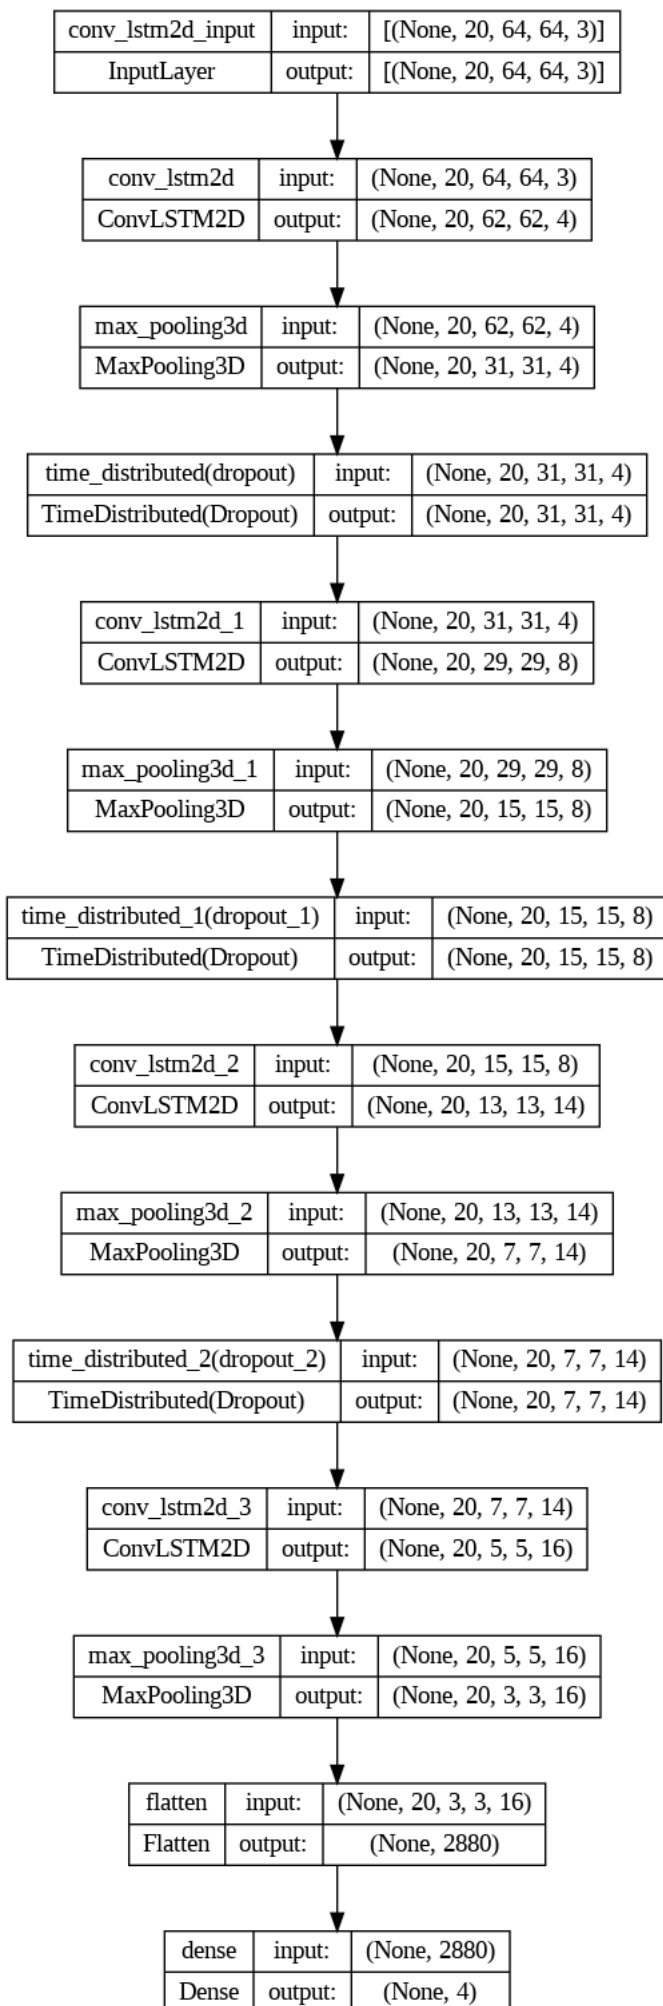 conv_lstm2d_input input: [(None, 20, 64, 64, 3)]
InputLayer output: [(None, 20, 64, 64, 3)]
conv_lstm2d input: (None, 20, 64, 64, 3)
ConvLSTM2D output: (None, 20, 62, 62, 4)
max_pooling3d input: (None, 20, 62, 62, 4)
MaxPooling3D output: (None, 20, 31, 31, 4)
time_distributed(dropout) input: (None, 20, 31, 31, 4)
TimeDistributed(Dropout) output: (None, 20, 31, 31, 4)
conv_lstm2d_1 input: (None, 20, 31, 31, 4)
ConvLSTM2D output: (None, 20, 29, 29, 8)
max_pooling3d_1 input: (None, 20, 29, 29, 8)
MaxPooling3D output: (None, 20, 15, 15, 8)
time_distributed_1(dropout_1) input: (None, 20, 15, 15, 8)
TimeDistributed(Dropout) output: (None, 20, 15, 15, 8)
conv_lstm2d_2 input: (None, 20, 15, 15, 8)
ConvLSTM2D output: (None, 20, 13, 13, 14)
max_pooling3d_2 input: (None, 20, 13, 13, 14)
MaxPooling3D output: (None, 20, 7, 7, 14)
time_distributed_2(dropout_2) input: (None, 20, 7, 7, 14)
TimeDistributed(Dropout) output: (None, 20, 7, 7, 14)
conv_lstm2d_3 input: (None, 20, 7, 7, 14)
ConvLSTM2D output: (None, 20, 5, 5, 16)
max_pooling3d_3 input: (None, 20, 5, 5, 16)
MaxPooling3D output: (None, 20, 3, 3, 16)
flatten input: (None, 20, 3, 3, 16)
Flatten output: (None, 2880)
dense input: (None, 2880)
Dense output: (None, 4)